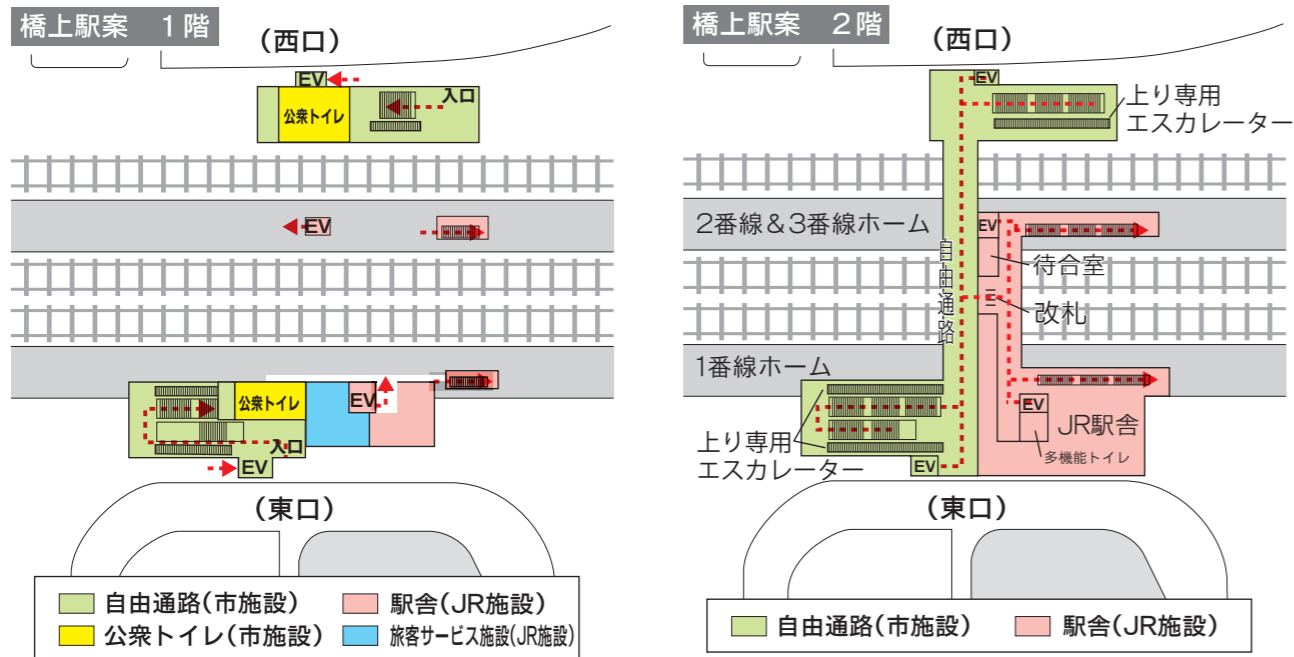 橋上駅案　1階
(西口)
EV
入口
公衆トイレ
EV
公衆トイレ
EV
入口
EV
(東口)
自由通路(市施設)
駅舎(JR施設)
公衆トイレ(市施設)
旅客サービス施設(JR施設)
橋上駅案　2階
(西口)
EV
上り専用
エスカレーター
2番線&3番線ホーム
EV
自由通路
待合室
改札
1番線ホーム
EV
JR駅舎
上り専用
エスカレーター
多機能トイレ
EV
(東口)
自由通路(市施設)
駅舎(JR施設)